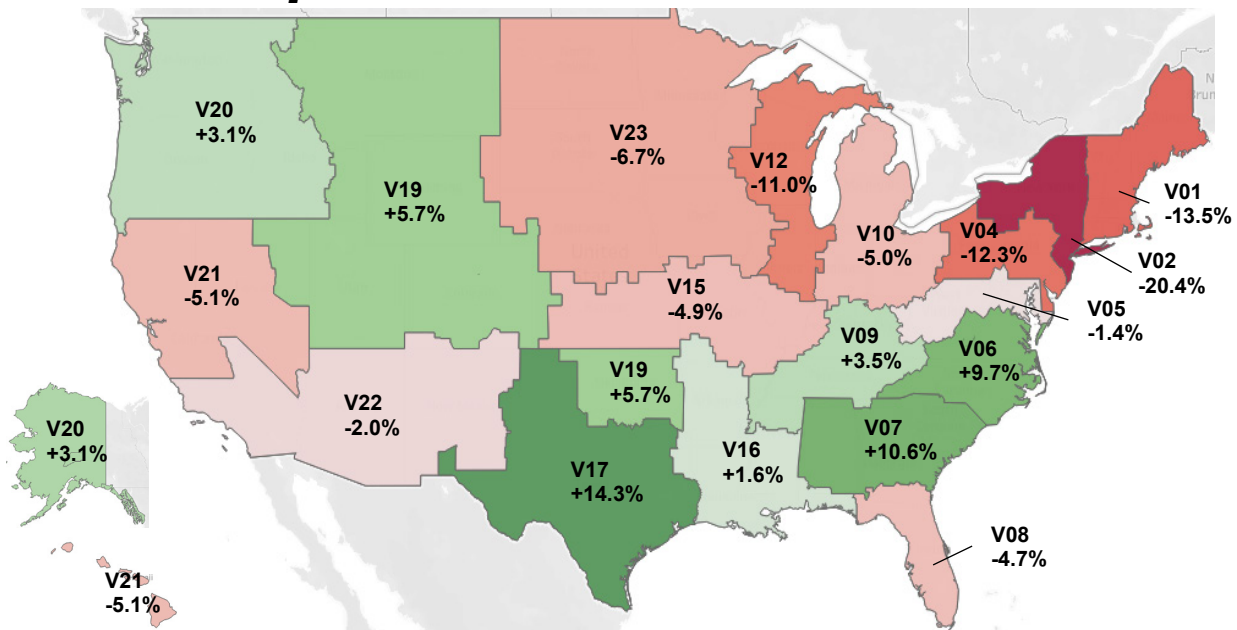 V20
+3.1%
V23
-6.7%
V12
-11.0%
V19
+5.7%
V01
-13.5%
V04
-12.3%
V10
-5.0%
V02
-20.4%
V21
-5.1%
V15
-4.9%
V05
-1.4%
V09
+3.5%
V06
+9.7%
V19
+5.7%
V22
-2.0%
V20
+3.1%
V07
+10.6%
V16
+1.6%
V17
+14.3%
V08
-4.7%
V21
-5.1%